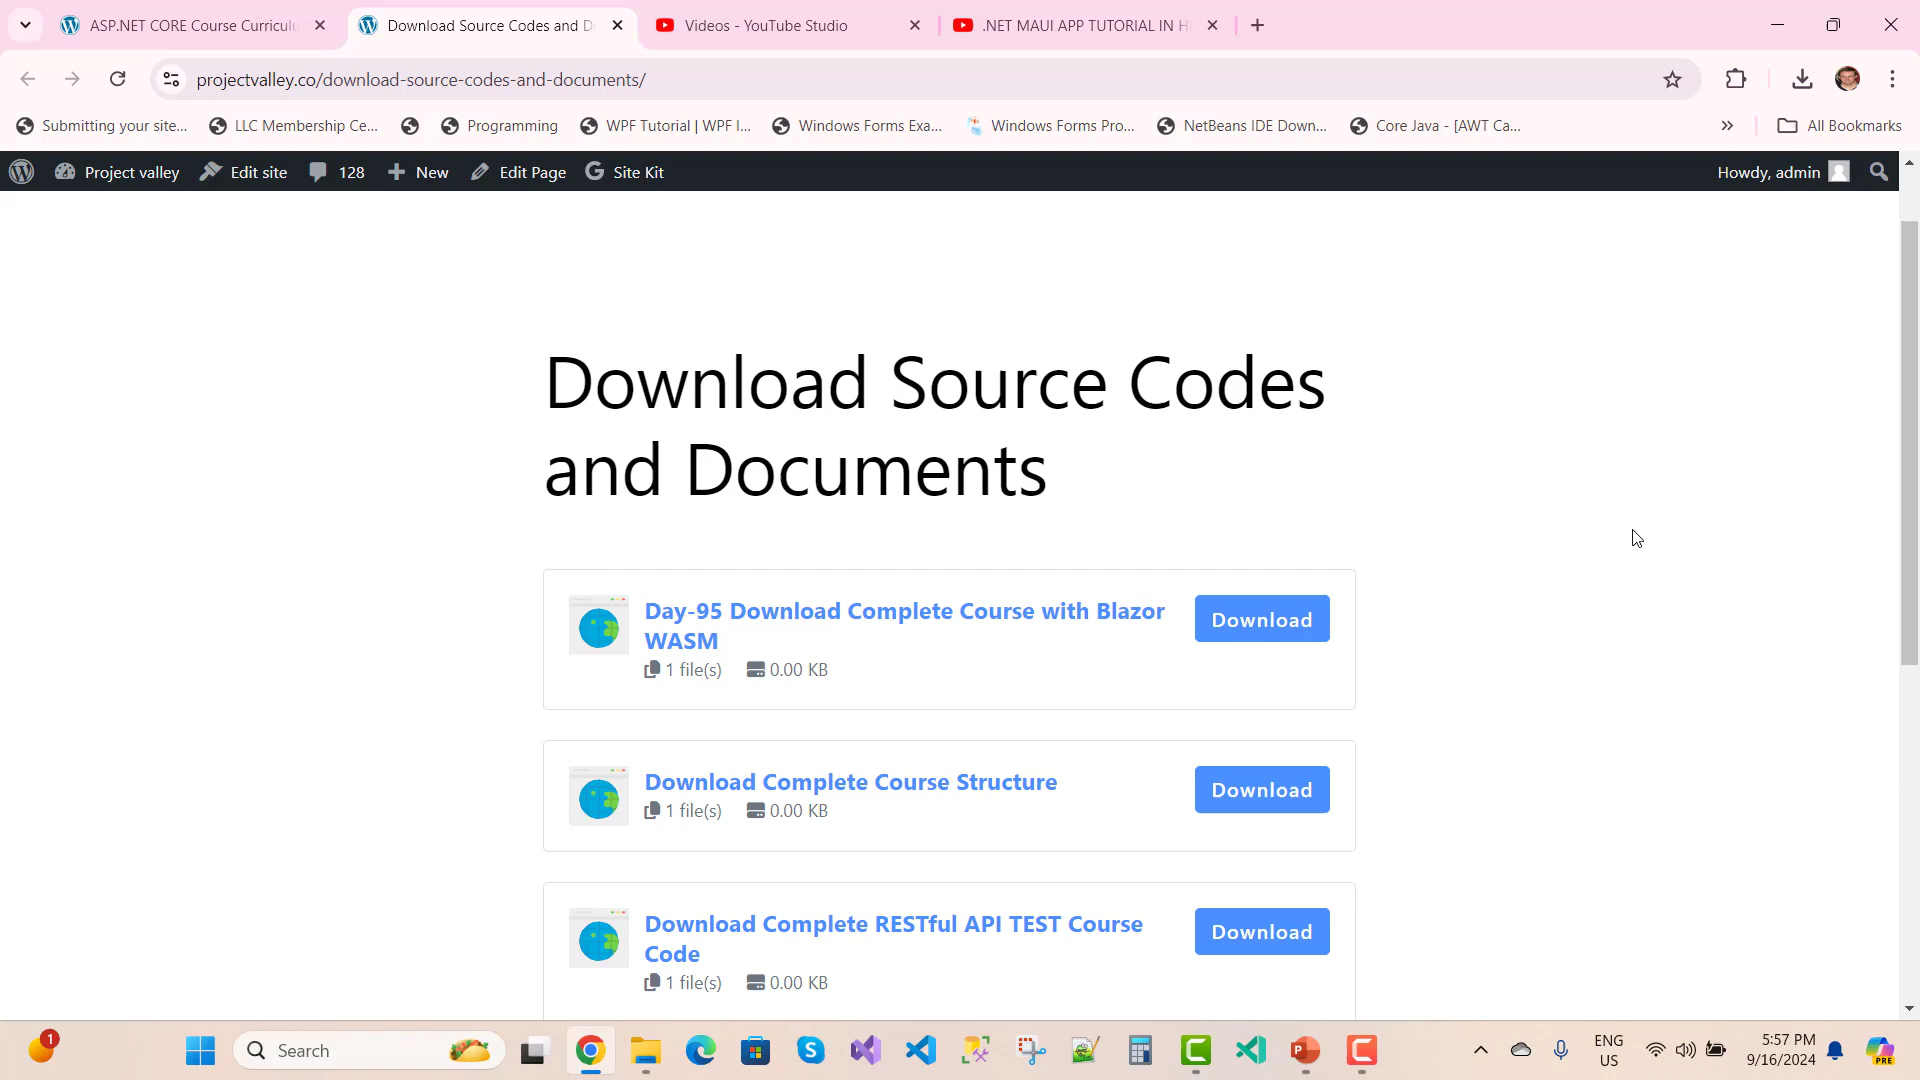 ASP.NET CORE Course Curriculu
Download Source Codes and D
Videos - YouTube Studio
.NET MAUI APP TUTORIAL IN H
projectvalley.co/download-source-codes-and-documents/
Submitting your site...
LLC Membership Ce...
Programming
WPF Tutorial | WPF I...
Windows Forms Exa...
Windows Forms Pro...
NetBeans IDE Down...
Core Java - [AWT Ca...
All Bookmarks
Project valley
Edit site
128
New
Edit Page
Site Kit
Howdy, admin
Download Source Codes
and Documents
Day-95 Download Complete Course with Blazor
WASM
Download
1 file(s) 0.00 KB
Download Complete Course Structure
Download
1 file(s) 0.00 KB
Download Complete RESTful API TEST Course
Code
Download
1 file(s) 0.00 KB
1
Search
ENG
US
5:57 PM
9/16/2024
PRE